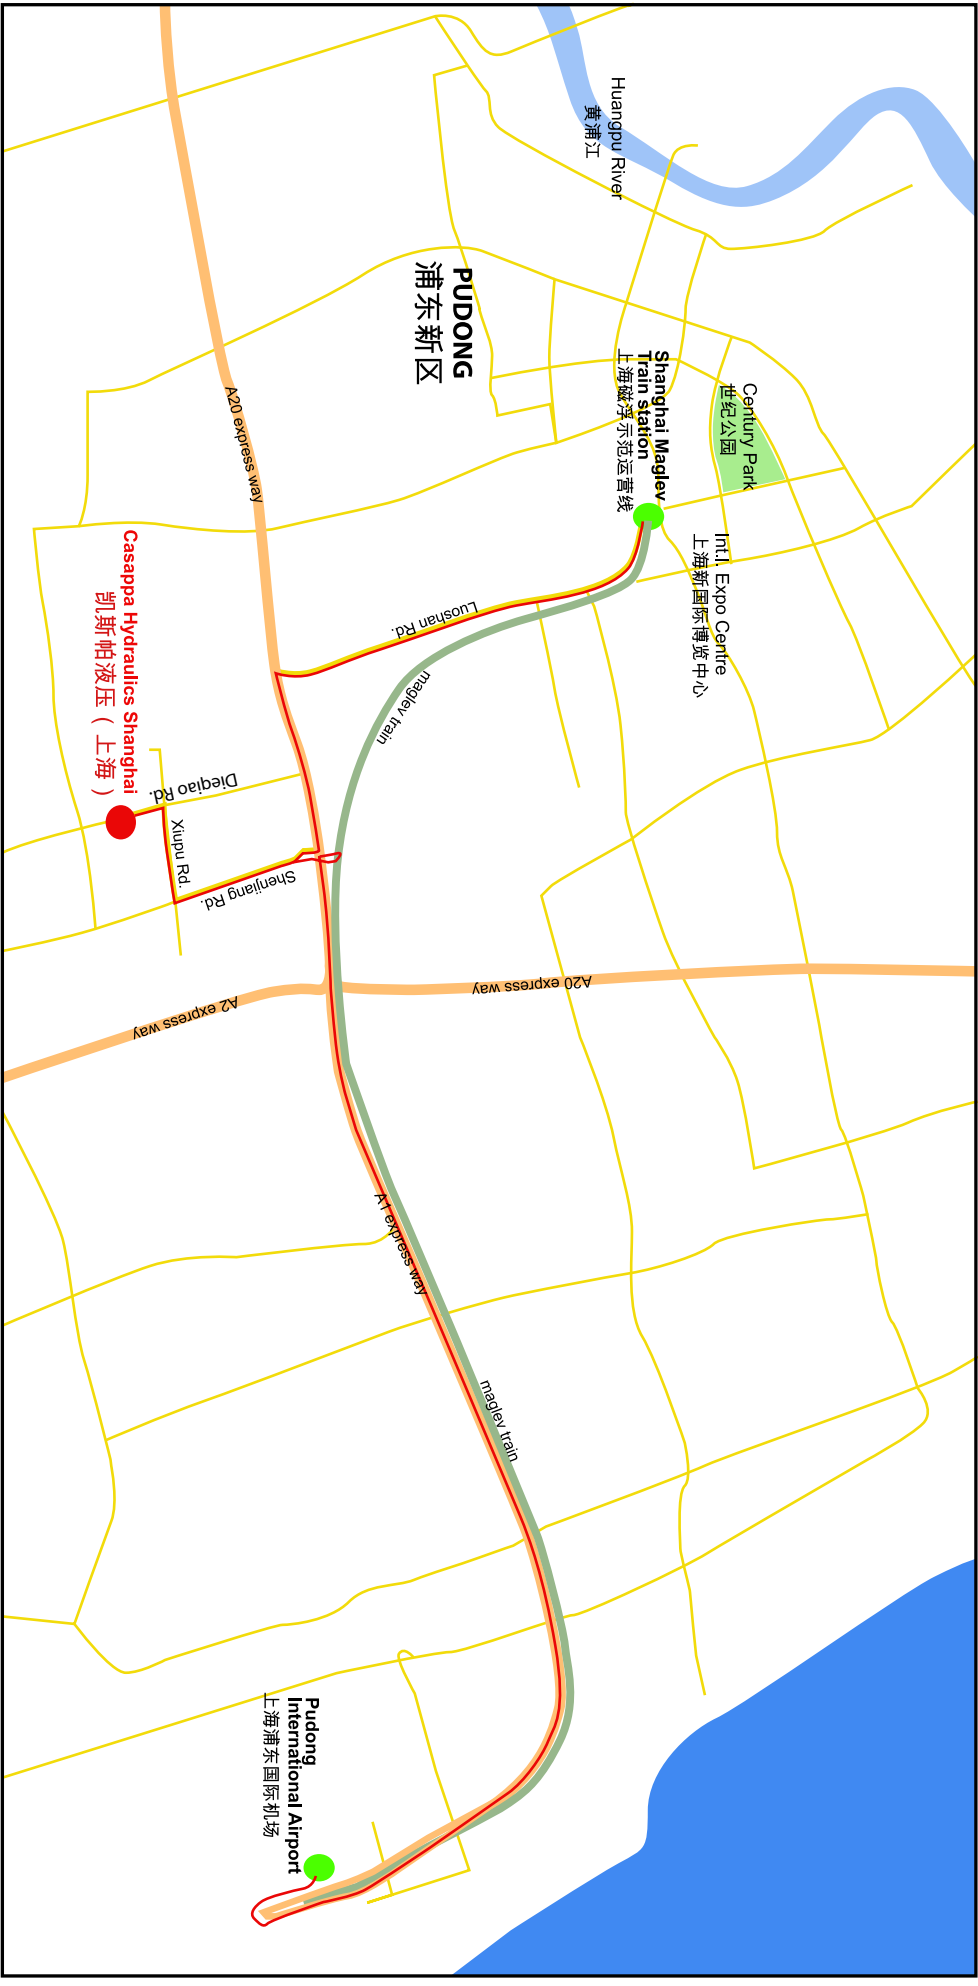 Huangpu River
黄浦江
PUDONG
浦东新区
Century Park
世纪公园
Shanghai Maglev
Train station
上海磁浮示范运营线
A20 express way
Int.l. Expo Centre
上海新国际博览中心
Luoshan Rd.
maglev train
Casappa Hydraulics Shanghai
凯斯帕液压（上海）
Dieqiao Rd.
Xiupu Rd.
Shenjiang Rd.
A20 express way
A2 express way
A1 express way
maglev train
Pudong
International Airport
上海浦东国际机场